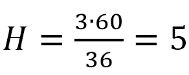 H = 3·60/36 = 5